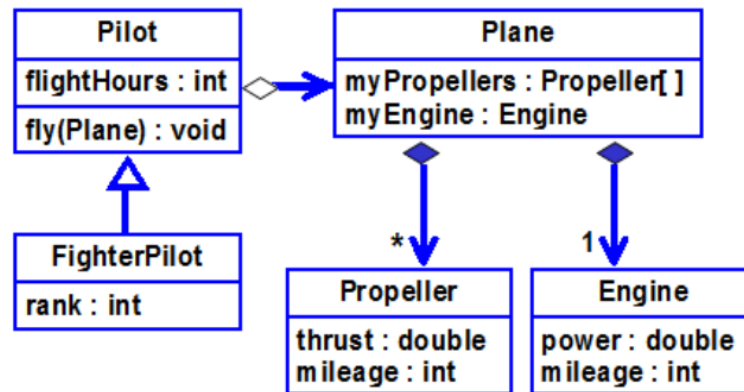 Pilot
flightHours : int
fly(Plane) : void
Plane
myPropellers : Propeller[ ]
myEngine : Engine
FighterPilot
rank : int
*
1
Propeller
thrust : double
mileage : int
Engine
power : double
mileage : int